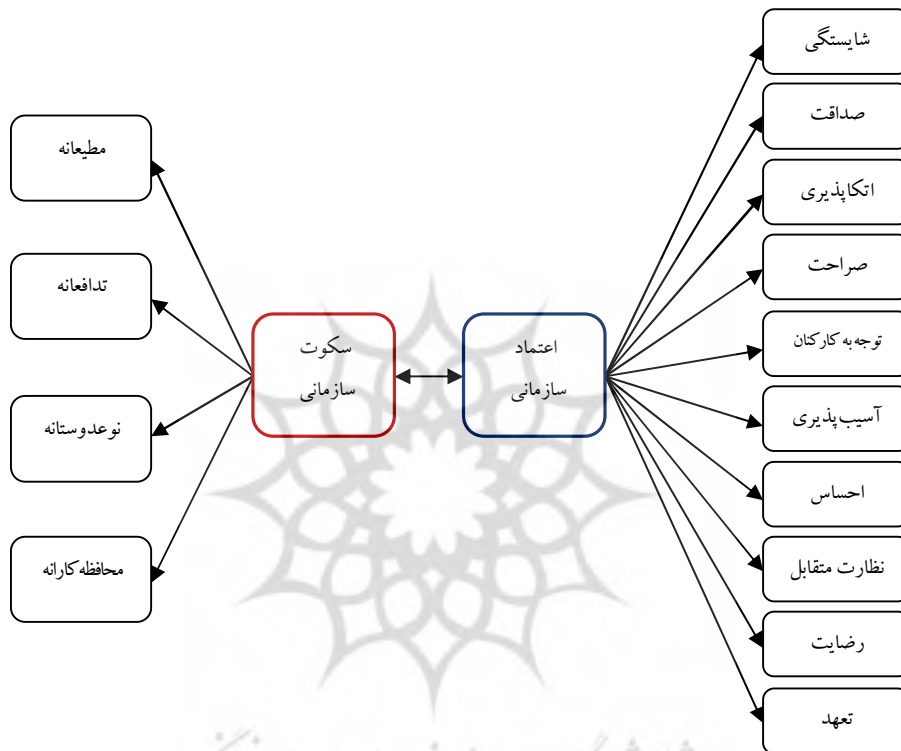 شایستگی
صداقت
اتکاپذیری
صراحت
توجه به کارکنان
آسیب‌پذیری
احساس
نظارت متقابل
رضایت
تعهد
اعتماد
سازمانی
سکوت
سازمانی
مطیعانه
تدافعانه
نوعدوستانه
محافظه‌کارانه